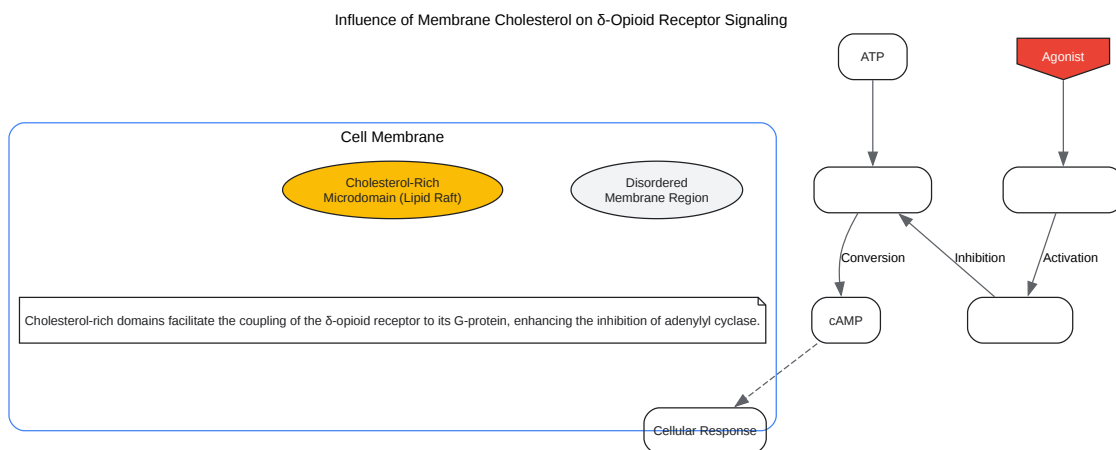 Influence of Membrane Cholesterol on δ-Opioid Receptor Signaling
ATP
Agonist
Cell Membrane
Cholesterol-Rich
Microdomain (Lipid Raft)
Disordered
Membrane Region
Conversion
Inhibition
Activation
Cholesterol-rich domains facilitate the coupling of the δ-opioid receptor to its G-protein, enhancing the inhibition of adenylyl cyclase.
cAMP
Cellular Response